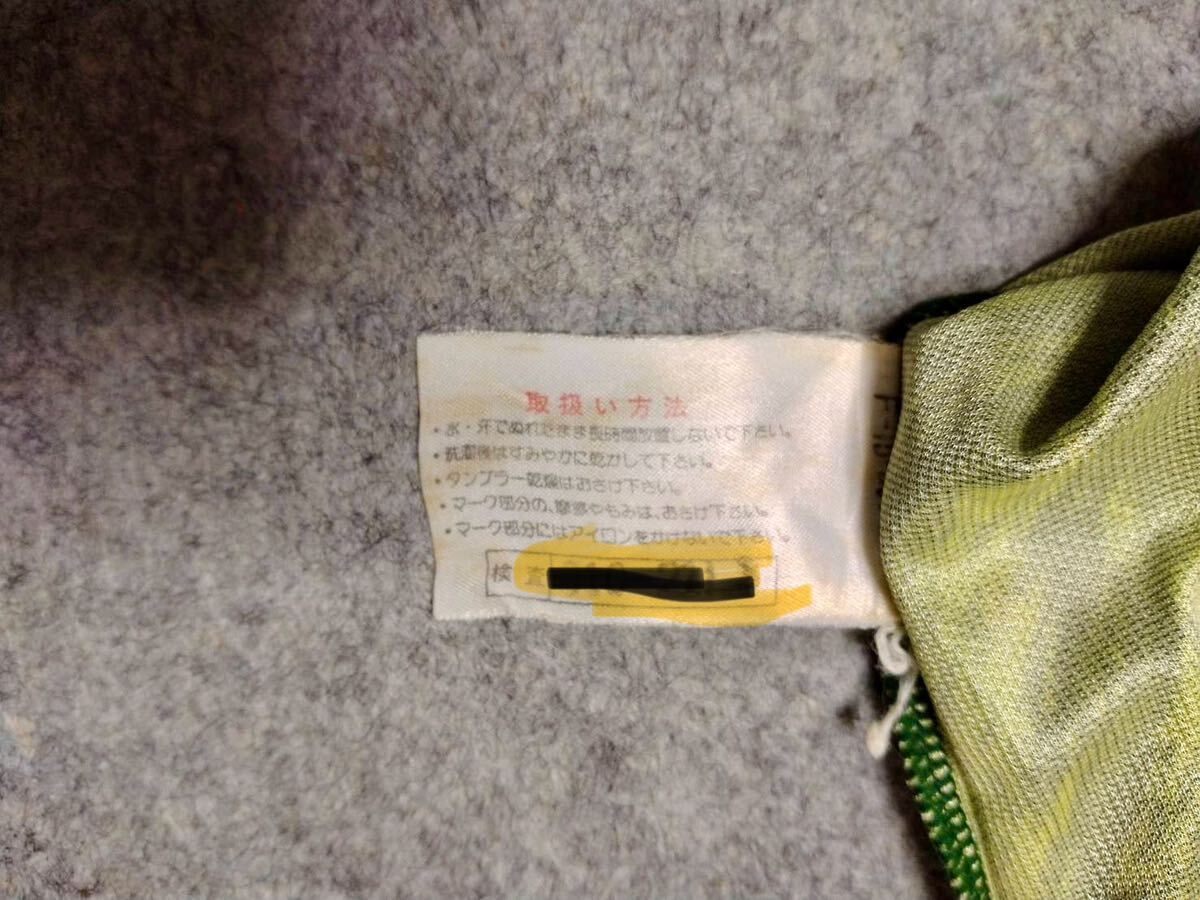 取扱い方法
・水・汗でぬれたまま長時間放置しないで下さい。
・洗濯後はすみやかに乾かして下さい。
・タンブラー乾燥はおさけ下さい。
・マーク部分の、摩擦やもみは、おさけ下さい。
・マーク部分にはアイロンをかけないで下さい。
検査